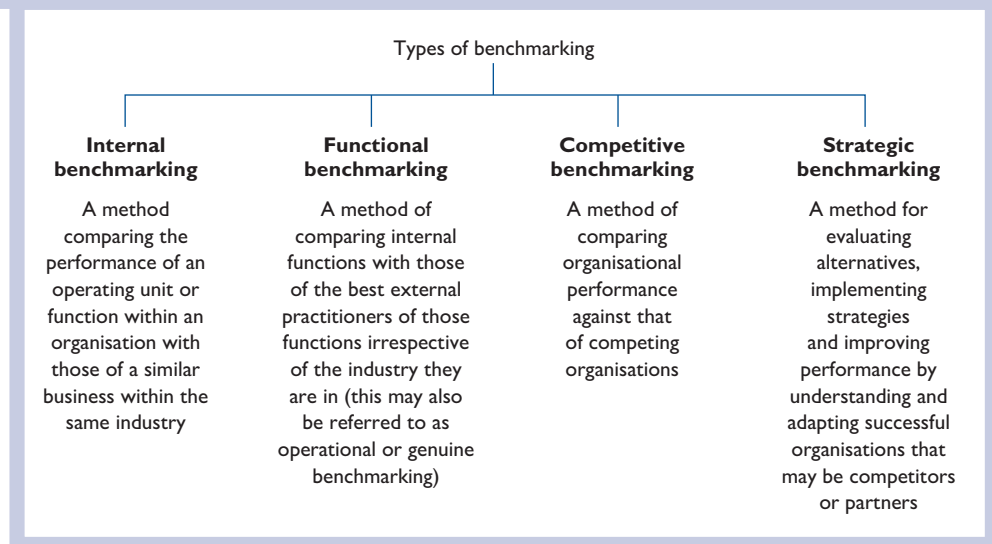 Types of benchmarking
Internal
benchmarking
A method
comparing the
performance of an
operating unit or
function within an
organisation with
those of a similar
business within the
same industry
Functional
benchmarking
A method of
comparing internal
functions with those
of the best external
practitioners of those
functions irrespective
of the industry they
are in (this may also
be referred to as
operational or genuine
benchmarking)
Competitive
benchmarking
A method of
comparing
organisational
performance
against that
of competing
organisations
Strategic
benchmarking
A method for
evaluating
alternatives,
implementing
strategies
and improving
performance by
understanding and
adapting successful
organisations that
may be competitors
or partners